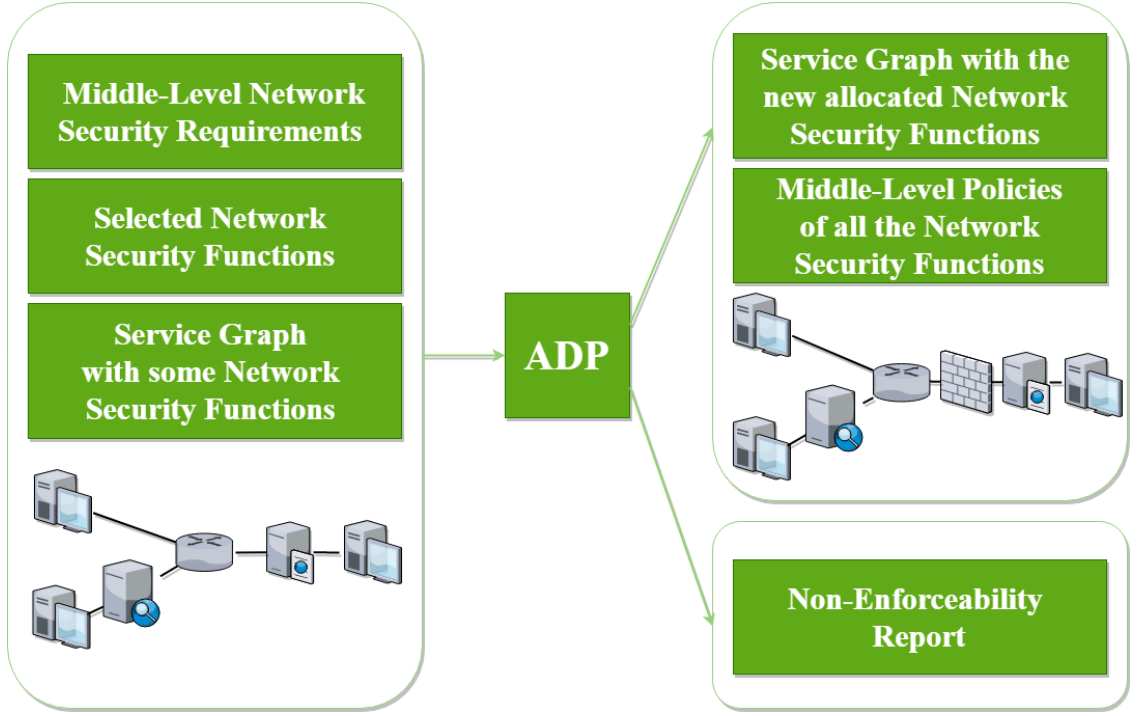 Middle-Level Network
Security Requirements
Selected Network
Security Functions
Service Graph
with some Network
Security Functions
ADP
Service Graph with the
new allocated Network
Security Functions
Middle-Level Policies
of all the Network
Security Functions
Non-Enforceability
Report